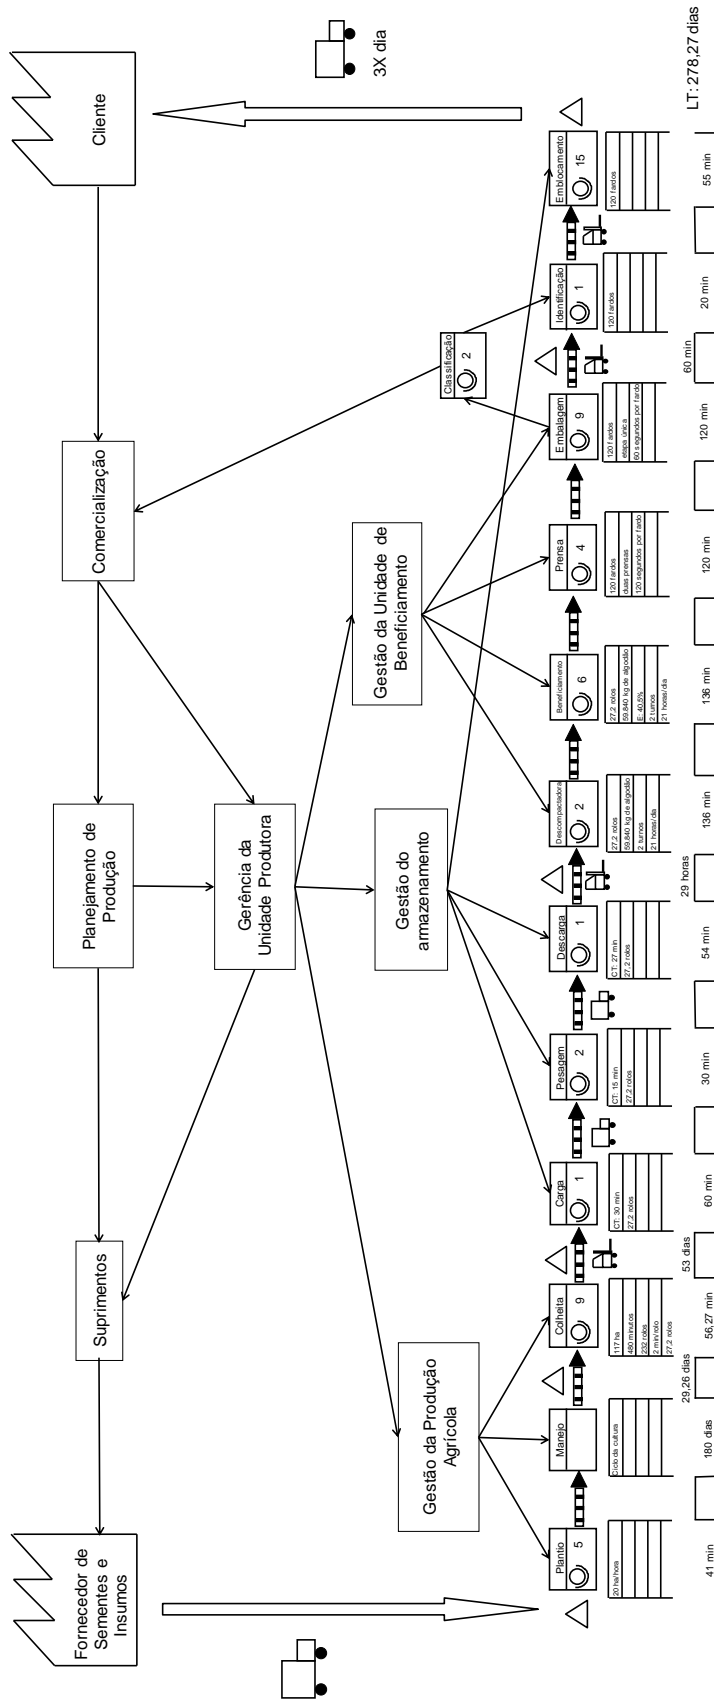 Fornecedor de
Sementes e
Insumos
Suprimentos
Planejamento de
Produção
Comercialização
Cliente
3X dia
Gerência da
Unidade Produtora
Gestão da Produção
Agrícola
Gestão do
armazenamento
Gestão da Unidade de
Beneficiamento
Classificação
2
Plantio
5
20 ha/hora
Manejo
Ciclo da cultura
Colheita
9
117 ha
480 minutos
232 rolos
2 min/rolo
27,2 rolos
Carga
1
CT: 30 min
27,2 rolos
Pesagem
2
CT: 15 min
27,2 rolos
Descarga
1
CT: 27 min
27,2 rolos
Descompactadora
2
27,2 rolos
59.840 kg de algodão
2 turnos
21 horas/dia
Beneficiamento
6
27,2 rolos
59.840 kg de algodão
E: 40,5%
2 turnos
21 horas/dia
Prensa
4
120 fardos
duas prensas
120 segundos por fardo
Embalagem
9
120 fardos
etapa única
60 segundos por fardo
Identificação
1
120 fardos
Emblocamento
15
120 fardos
41 min
180 dias
29,26 dias
56,27 min
53 dias
60 min
30 min
54 min
29 horas
136 min
136 min
120 min
120 min
60 min
20 min
55 min
LT: 278,27 dias